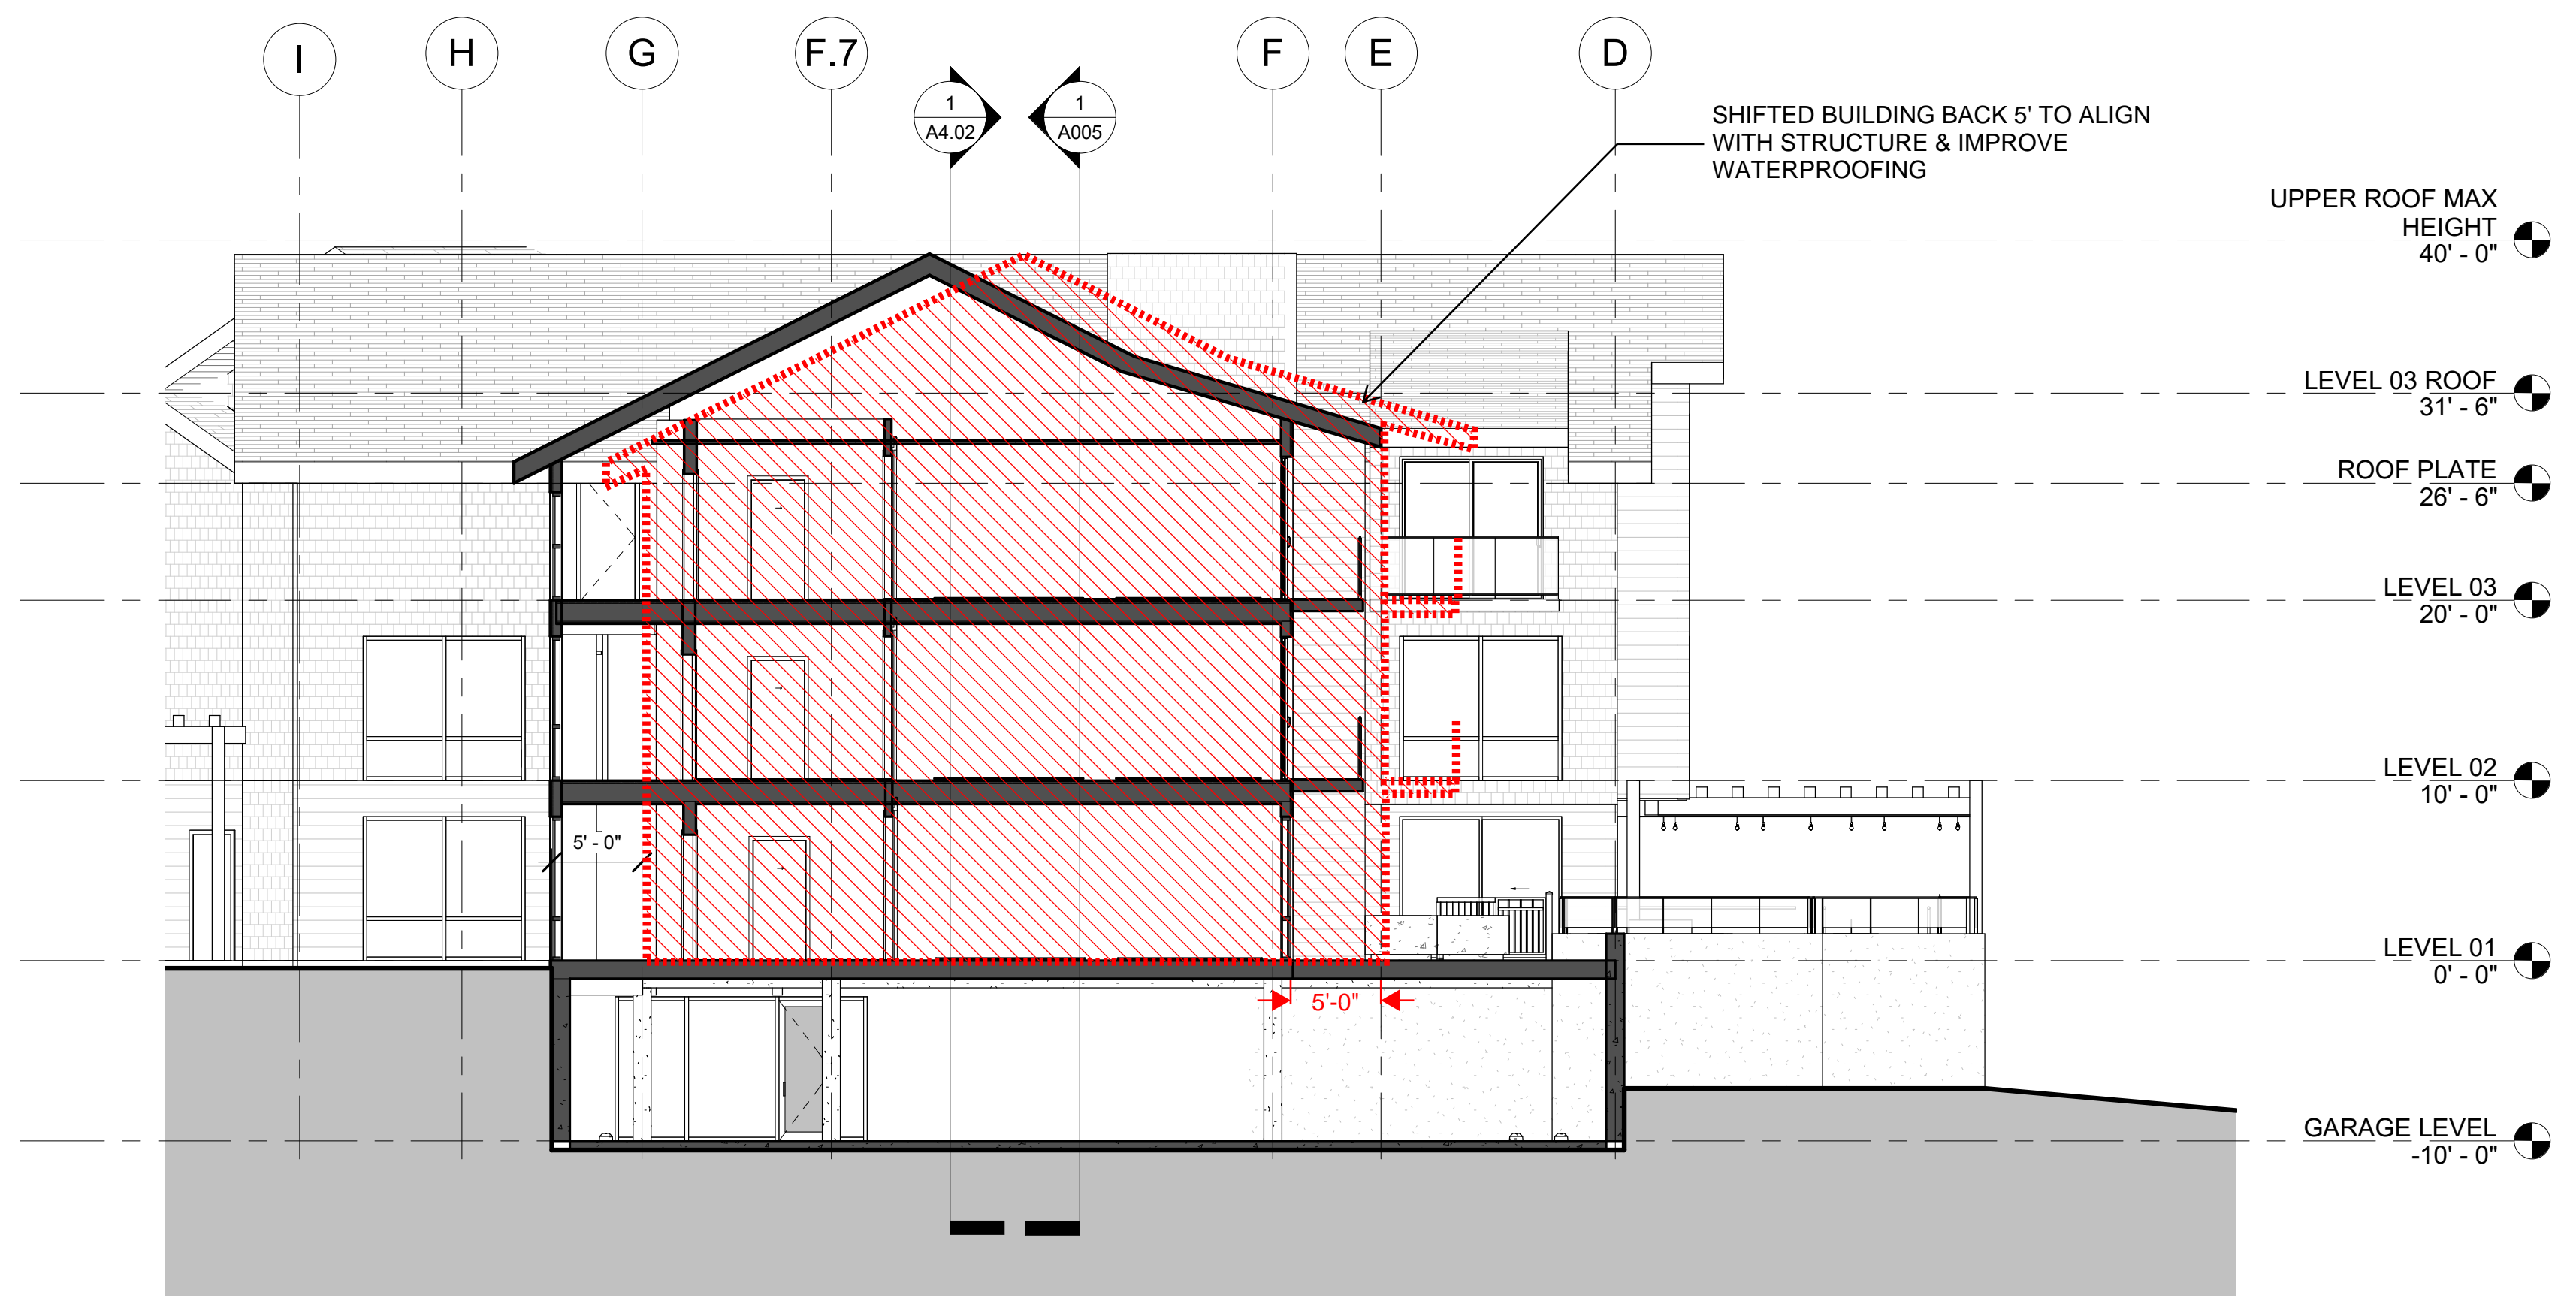 I
H
G
F.7
F
E
D
1
A4.02
1
A005
SHIFTED BUILDING BACK 5' TO ALIGN
WITH STRUCTURE & IMPROVE
WATERPROOFING
UPPER ROOF MAX
HEIGHT
40' - 0"
LEVEL 03 ROOF
31' - 6"
ROOF PLATE
26' - 6"
LEVEL 03
20' - 0"
LEVEL 02
10' - 0"
5' - 0"
LEVEL 01
0' - 0"
5'-0"
GARAGE LEVEL
-10' - 0"